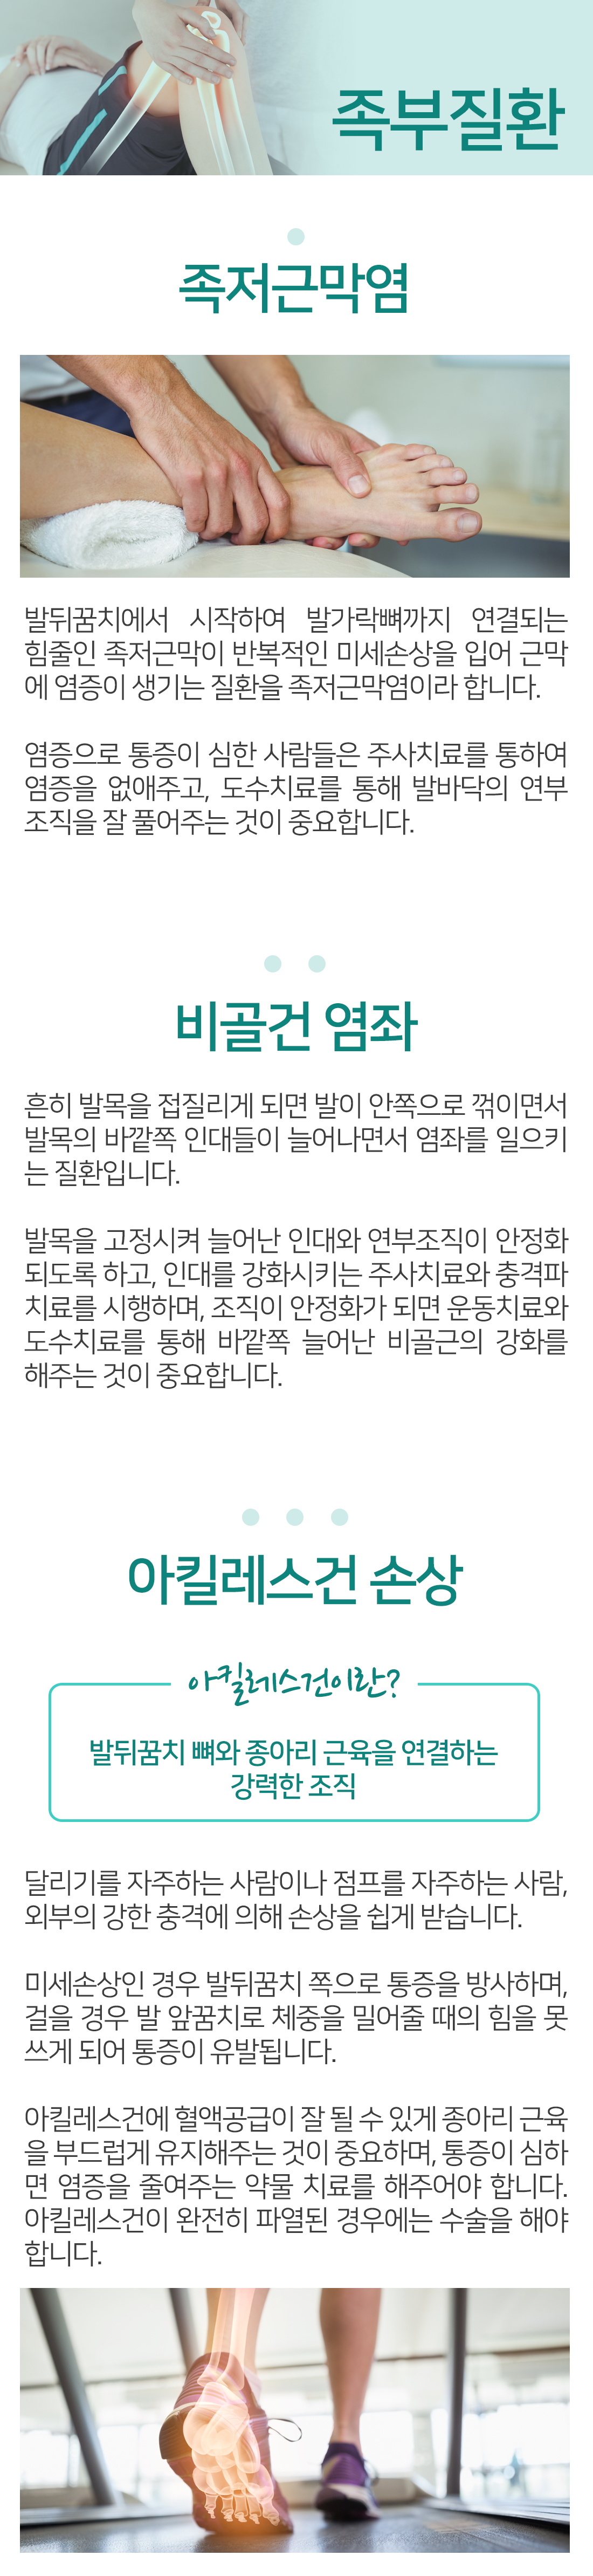 족부질환
족저근막염
발뒤꿈치에서 시작하여 발가락뼈까지 연결되는
힘줄인 족저근막이 반복적인 미세손상을 입어 근막
에 염증이 생기는 질환을 족저근막염이라 합니다.
염증으로 통증이 심한 사람들은 주사치료를 통하여
염증을 없애주고, 도수치료를 통해 발바닥의 연부
조직을 잘 풀어주는 것이 중요합니다.
비골건 염좌
흔히 발목을 접질리게 되면 발이 안쪽으로 꺾이면서
발목의 바깥쪽 인대들이 늘어나면서 염좌를 일으키
는 질환입니다.
발목을 고정시켜 늘어난 인대와 연부조직이 안정화
되도록 하고, 인대를 강화시키는 주사치료와 충격파
치료를 시행하며, 조직이 안정화가 되면 운동치료와
도수치료를 통해 바깥쪽 늘어난 비골근의 강화를
해주는 것이 중요합니다.
아킬레스건 손상
아킬레스건이란?
발뒤꿈치 뼈와 종아리 근육을 연결하는
강력한 조직
달리기를 자주하는 사람이나 점프를 자주하는 사람,
외부의 강한 충격에 의해 손상을 쉽게 받습니다.
미세손상인 경우 발뒤꿈치 쪽으로 통증을 방사하며,
걸을 경우 발 앞꿈치로 체중을 밀어줄 때의 힘을 못
쓰게 되어 통증이 유발됩니다.
아킬레스건에 혈액공급이 잘 될 수 있게 종아리 근육
을 부드럽게 유지해주는 것이 중요하며, 통증이 심하
면 염증을 줄여주는 약물 치료를 해주어야 합니다.
아킬레스건이 완전히 파열된 경우에는 수술을 해야
합니다.